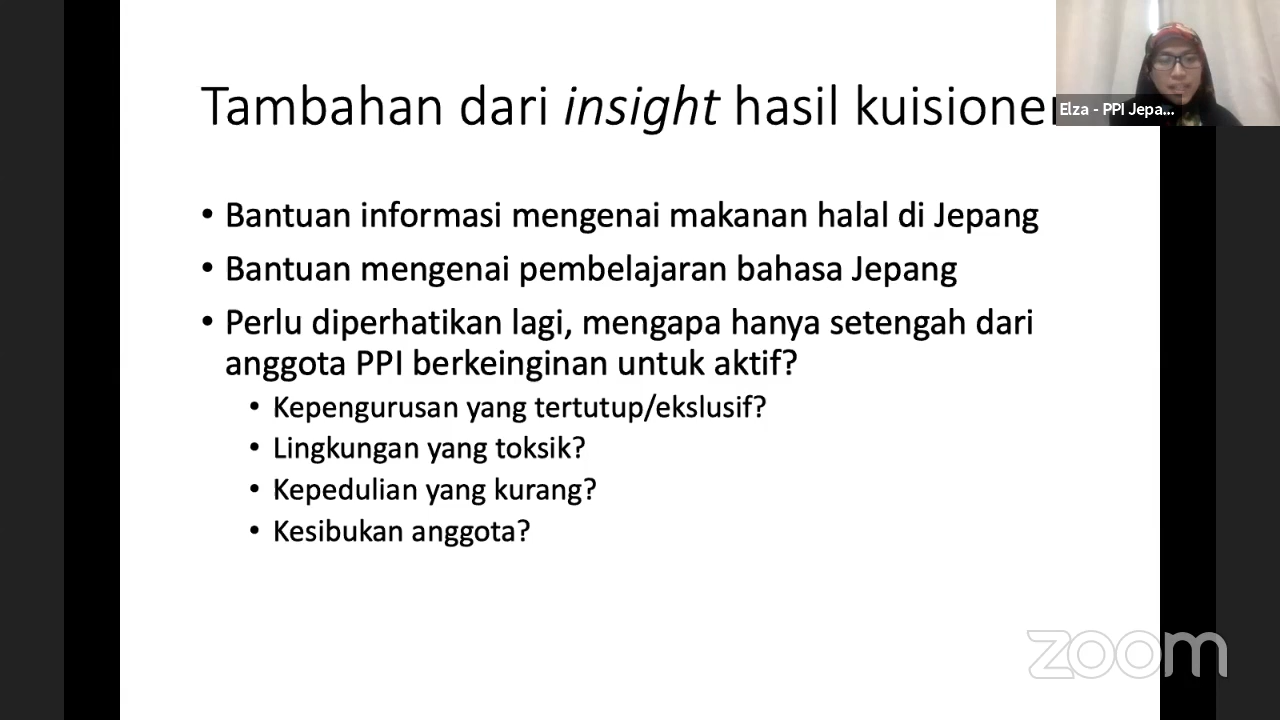 Tambahan dari insight hasil kuisione
Elza - PPI Jepa...
• Bantuan informasi mengenai makanan halal di Jepang
• Bantuan mengenai pembelajaran bahasa Jepang
• Perlu diperhatikan lagi, mengapa hanya setengah dari
anggota PPI berkeinginan untuk aktif?
• Kepengurusan yang tertutup/ekslusif?
• Lingkungan yang toksik?
• Kepedulian yang kurang?
• Kesibukan anggota?
zoom